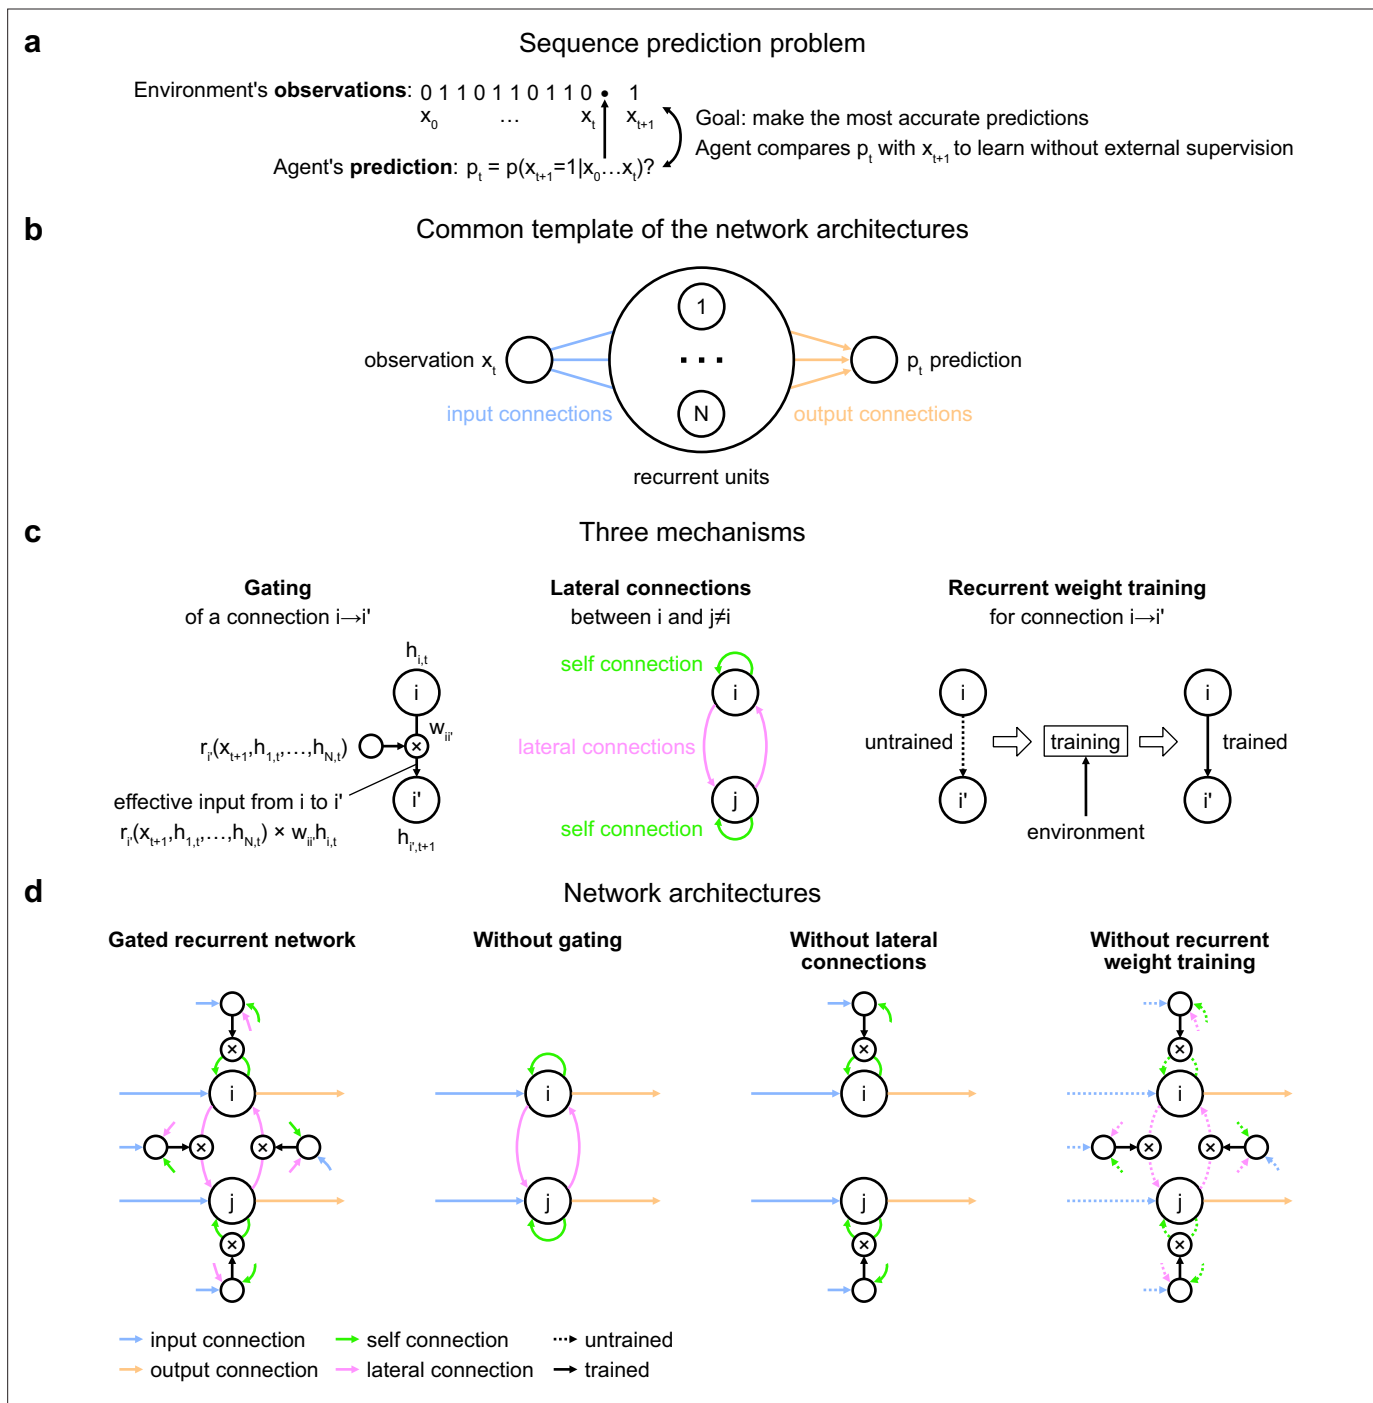 a
Sequence prediction problem
Environment's observations: 0 1 1 0 1 1 0 1 1 0 • 1
x0 … xt xt+1
Goal: make the most accurate predictions
Agent compares pt with xt+1 to learn without external supervision
Agent's prediction: pt = p(xt+1=1|x0…xt)?
b
Common template of the network architectures
1
observation xt
. . .
pt prediction
input connections
N
output connections
recurrent units
c
Three mechanisms
Gating
of a connection i→i'
hi,t
i
wii'
ri'(xt+1,h1,t,…,hN,t)
×
effective input from i to i'
i'
ri'(xt+1,h1,t,…,hN,t) × wii'hi,t
hi',t+1
Lateral connections
between i and j≠i
self connection
i
lateral connections
j
self connection
Recurrent weight training
for connection i→i'
i
i
untrained
training
trained
i'
i'
environment
d
Network architectures
Gated recurrent network
×
i
× ×
j
×
Without gating
i
j
Without lateral
connections
×
i
j
×
Without recurrent
weight training
×
i
× ×
j
×
input connection
self connection
untrained
output connection
lateral connection
trained